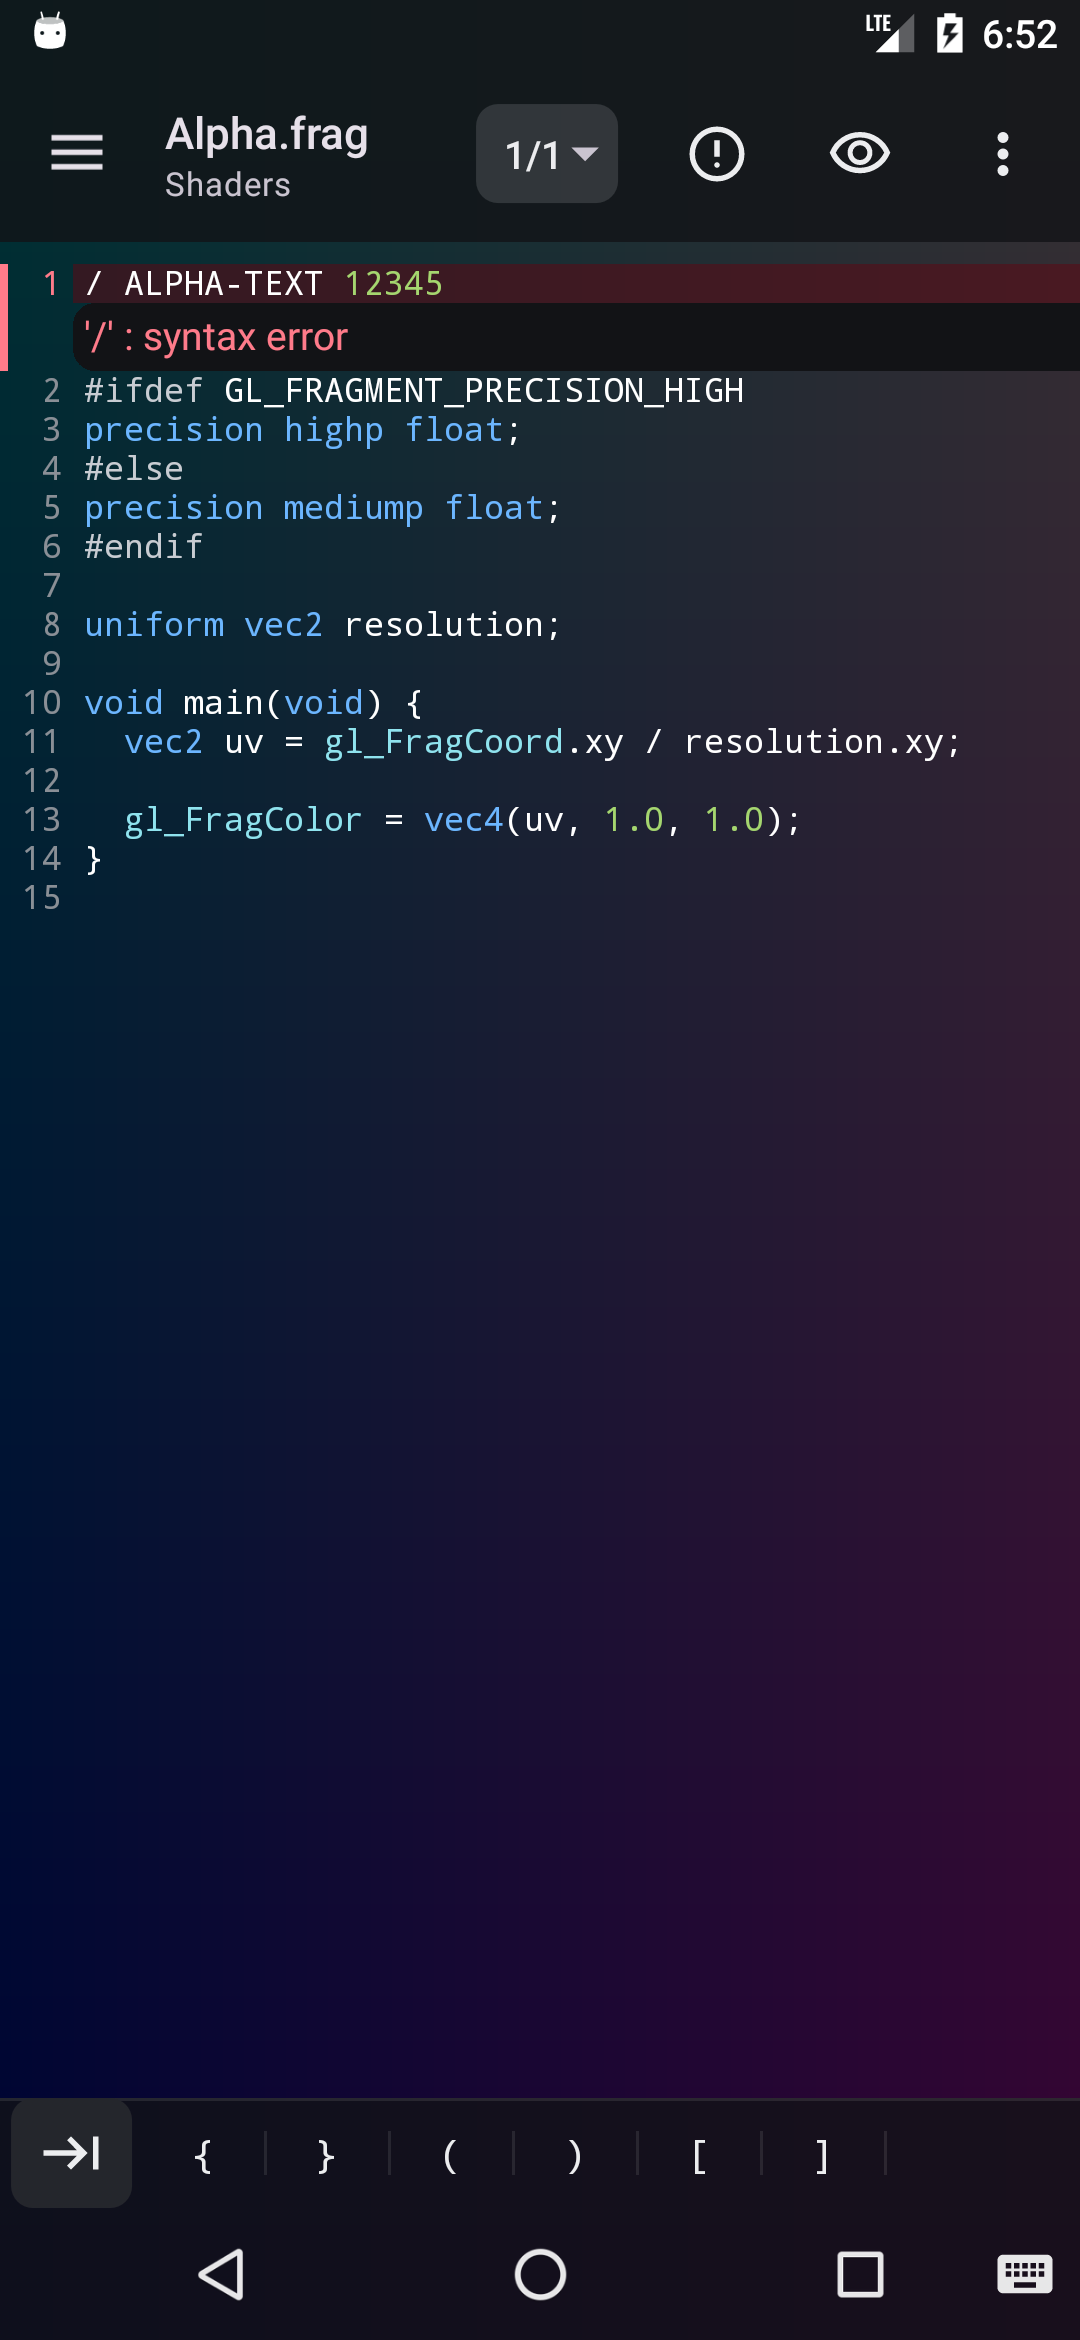 LTE 6:52
Alpha.frag
Shaders
1/1
1 / ALPHA-TEXT 12345
'/' : syntax error
2 #ifdef GL_FRAGMENT_PRECISION_HIGH
3 precision highp float;
4 #else
5 precision mediump float;
6 #endif
7
8 uniform vec2 resolution;
9
10 void main(void) {
11   vec2 uv = gl_FragCoord.xy / resolution.xy;
12
13   gl_FragColor = vec4(uv, 1.0, 1.0);
14 }
15
{ } ( ) [ ]